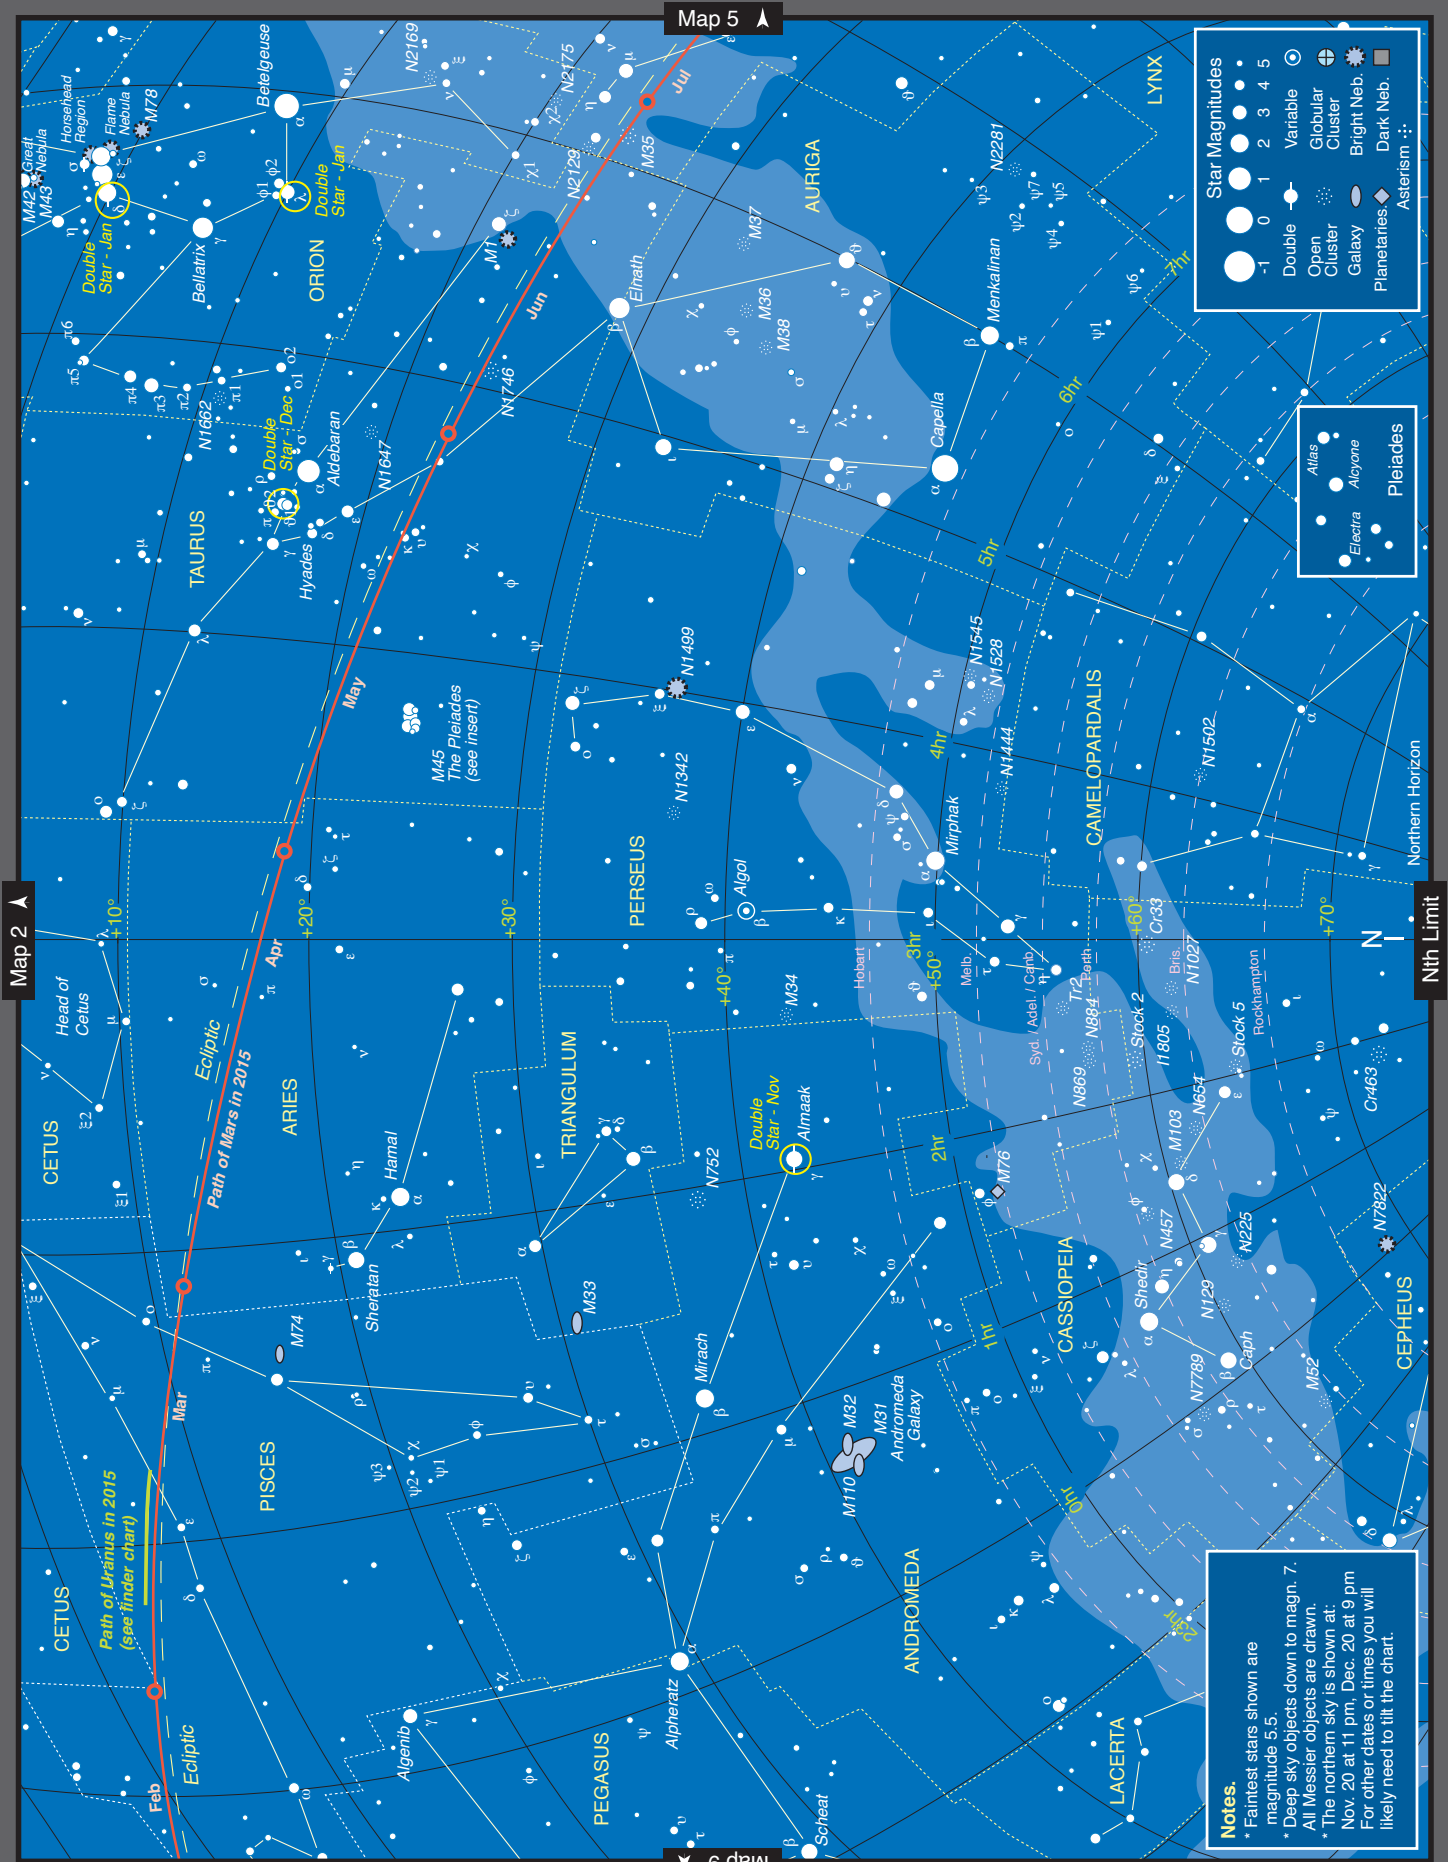 Map 5
Map 2
Map 9
Nth Limit
Northern Horizon
N
Star Magnitudes
-1 0 1 2 3 4 5
Double
Variable
Open
Cluster
Globular
Cluster
Galaxy
Bright Neb.
Planetaries
Dark Neb.
Asterism
Atlas
Alcyone
Electra
Pleiades
Notes.
* Faintest stars shown are
magnitude 5.5.
* Deep sky objects down to magn. 7.
All Messier objects are drawn.
* The northern sky is shown at:
Nov. 20 at 11 pm, Dec. 20 at 9 pm
For other dates or times you will
likely need to tilt the chart.
Great
Nebula
M42
M43
Horsehead
Region
Flame
Nebula
M78
Betelgeuse
Double
Star - Jan
Double
Star - Jan
Bellatrix
ORION
N2169
N2175
N2129
M35
Jul
LYNX
AURIGA
N2281
M37
M36
M38
M1
Jun
Elnath
Menkalinan
Capella
7hr
6hr
5hr
4hr
3hr
2hr
1hr
0hr
23hr
N1662
Double
Star - Dec
Aldebaran
N1647
N1746
TAURUS
Hyades
May
M45
The Pleiades
(see insert)
N1499
N1342
N1545
N1528
N1444
N1502
CAMELOPARDALIS
Mirphak
PERSEUS
Algol
+10°
+20°
+30°
+40°
+50°
+60°
+70°
Hobart
Melb.
Syd. / Adel. / Canb.
Perth
Bris.
Rockhampton
Head of
Cetus
CETUS
Apr
Ecliptic
Path of Mars in 2015
ARIES
Hamal
Sheratan
TRIANGULUM
M34
N752
Double
Star - Nov
Almaak
Cr33
N1027
Tr2
N884
N869
Stock 2
I1805
Stock 5
N654
M103
Cr463
M76
N457
N225
N129
N7822
CASSIOPEIA
Shedir
Caph
N7789
M52
CEPHEUS
M74
M33
Mirach
M32
M31
Andromeda
Galaxy
M110
Mar
PISCES
Path of Uranus in 2015
(see finder chart)
CETUS
Feb
Ecliptic
Algenib
Alpheratz
ANDROMEDA
PEGASUS
Scheat
LACERTA